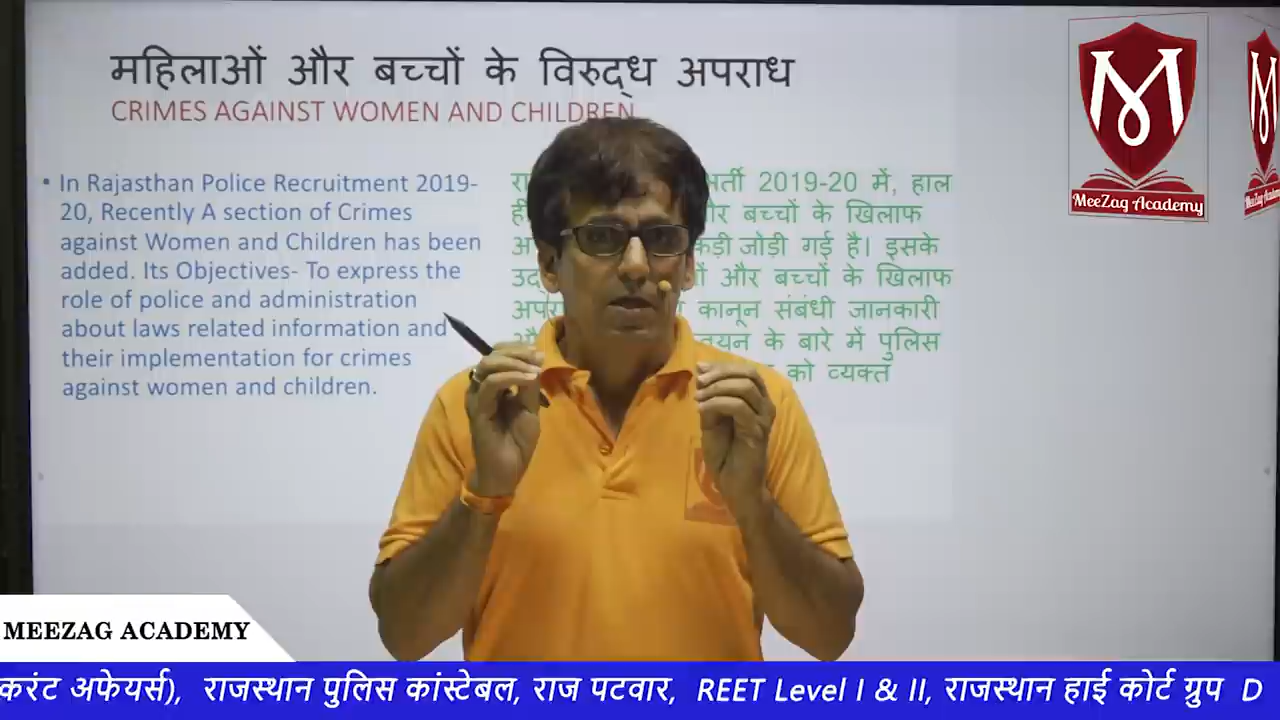 महिलाओं और बच्चों के विरुद्ध अपराध
CRIMES AGAINST WOMEN AND CHILDREN
• In Rajasthan Police Recruitment 2019-
20, Recently A section of Crimes
against Women and Children has been
added. Its Objectives- To express the
role of police and administration
about laws related information and
their implementation for crimes
against women and children.
2019-20 में, हाल
बच्चों के खिलाफ
जोड़ी गई है। इसके
और बच्चों के खिलाफ
कानून संबंधी जानकारी
के बारे में पुलिस
को व्यक्त
M
MeeZag Academy
MEEZAG ACADEMY
करंट अफेयर्स), राजस्थान पुलिस कांस्टेबल, राज पटवार, REET Level I & II, राजस्थान हाई कोर्ट ग्रुप D